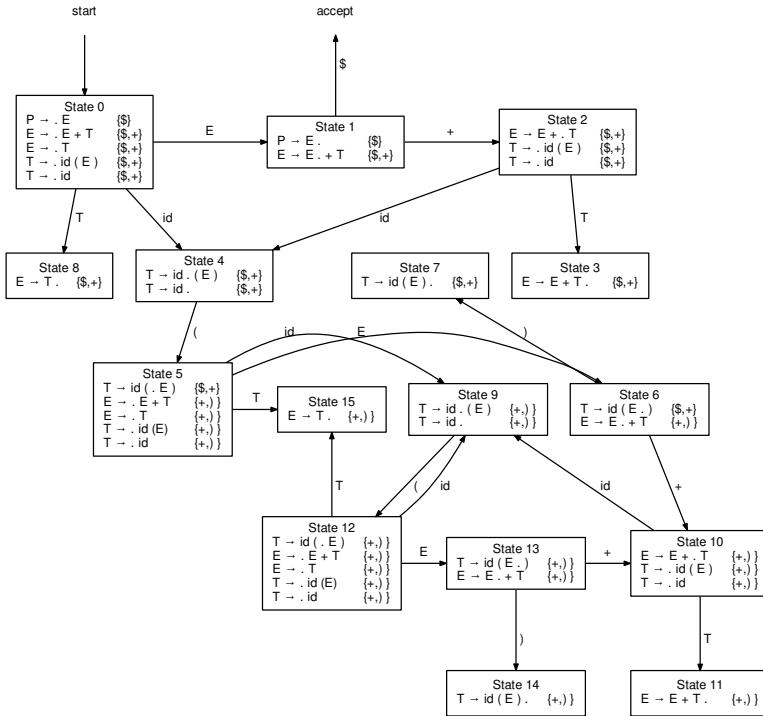 start
accept
$
State 0
P → . E {$}
E → . E + T {$,+}
E → . T {$,+}
T → . id ( E ) {$,+}
T → . id {$,+}
E
State 1
P → E . {$}
E → E . + T {$,+}
+
State 2
E → E + . T {$,+}
T → . id ( E ) {$,+}
T → . id {$,+}
T
id
id
T
State 8
E → T . {$,+}
State 4
T → id . ( E ) {$,+}
T → id . {$,+}
State 7
T → id ( E ) . {$,+}
State 3
E → E + T . {$,+}
(
id
E
)
State 5
T → id ( . E ) {$,+}
E → . E + T {+,) }
E → . T {+,) }
T → . id (E) {+,) }
T → . id {+,) }
T
State 15
E → T . {+,) }
State 9
T → id . ( E ) {+,) }
T → id . {+,) }
State 6
T → id ( E . ) {$,+}
E → E . + T {+,) }
T
(
id
id
+
State 12
T → id ( . E ) {+,) }
E → . E + T {+,) }
E → . T {+,) }
T → . id (E) {+,) }
T → . id {+,) }
E
State 13
T → id ( E . ) {+,) }
E → E . + T {+,) }
+
State 10
E → E + . T {+,) }
T → . id ( E ) {+,) }
T → . id {+,) }
)
T
State 14
T → id ( E ) . {+,) }
State 11
E → E + T . {+,) }